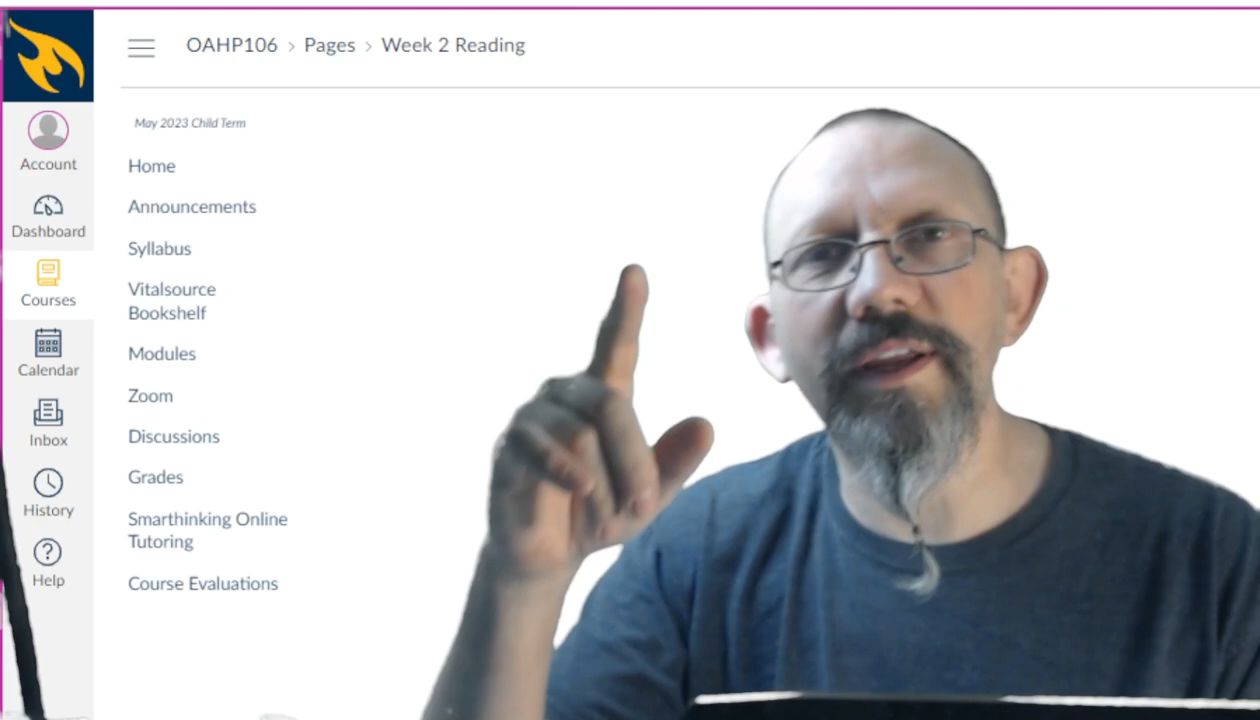 OAHP106 > Pages > Week 2 Reading
May 2023 Child Term
Account
Dashboard
Courses
Calendar
Inbox
History
Help
Home
Announcements
Syllabus
Vitalsource
Bookshelf
Modules
Zoom
Discussions
Grades
Smarthinking Online
Tutoring
Course Evaluations